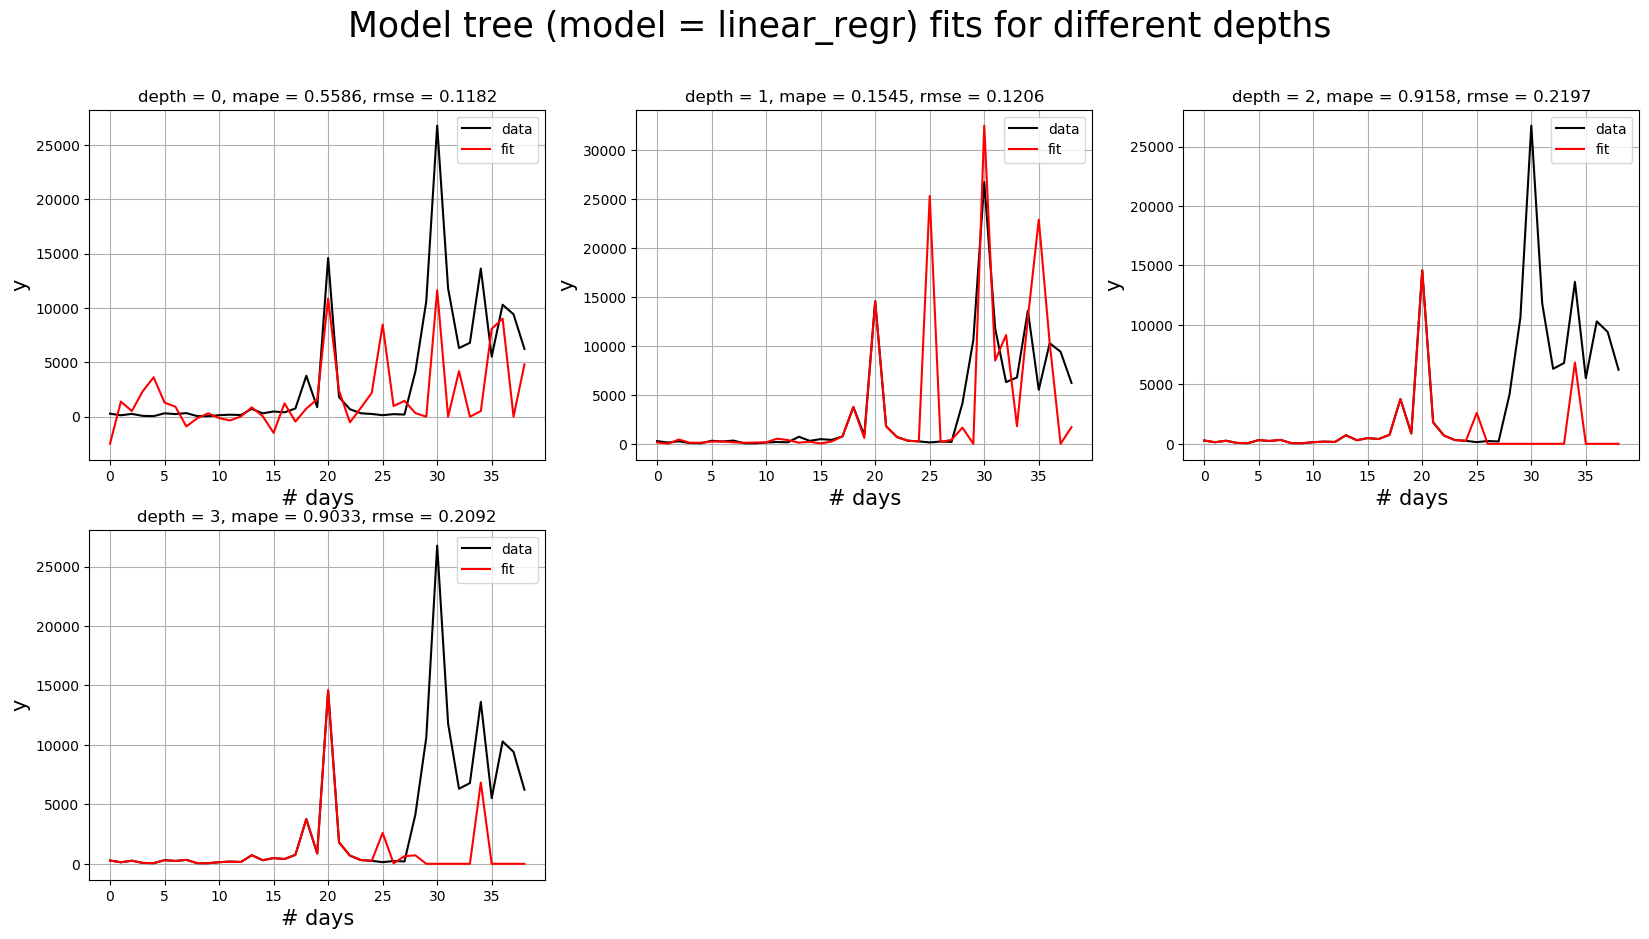 Model tree (model = linear_regr) fits for different depths
depth = 0, mape = 0.5586, rmse = 0.1182
data
fit
25000
20000
15000
10000
5000
0
y
0 5 10 15 20 25 30 35
# days
depth = 1, mape = 0.1545, rmse = 0.1206
data
fit
30000
25000
20000
15000
10000
5000
0
y
0 5 10 15 20 25 30 35
# days
depth = 2, mape = 0.9158, rmse = 0.2197
data
fit
25000
20000
15000
10000
5000
0
y
0 5 10 15 20 25 30 35
# days
depth = 3, mape = 0.9033, rmse = 0.2092
data
fit
25000
20000
15000
10000
5000
0
y
0 5 10 15 20 25 30 35
# days